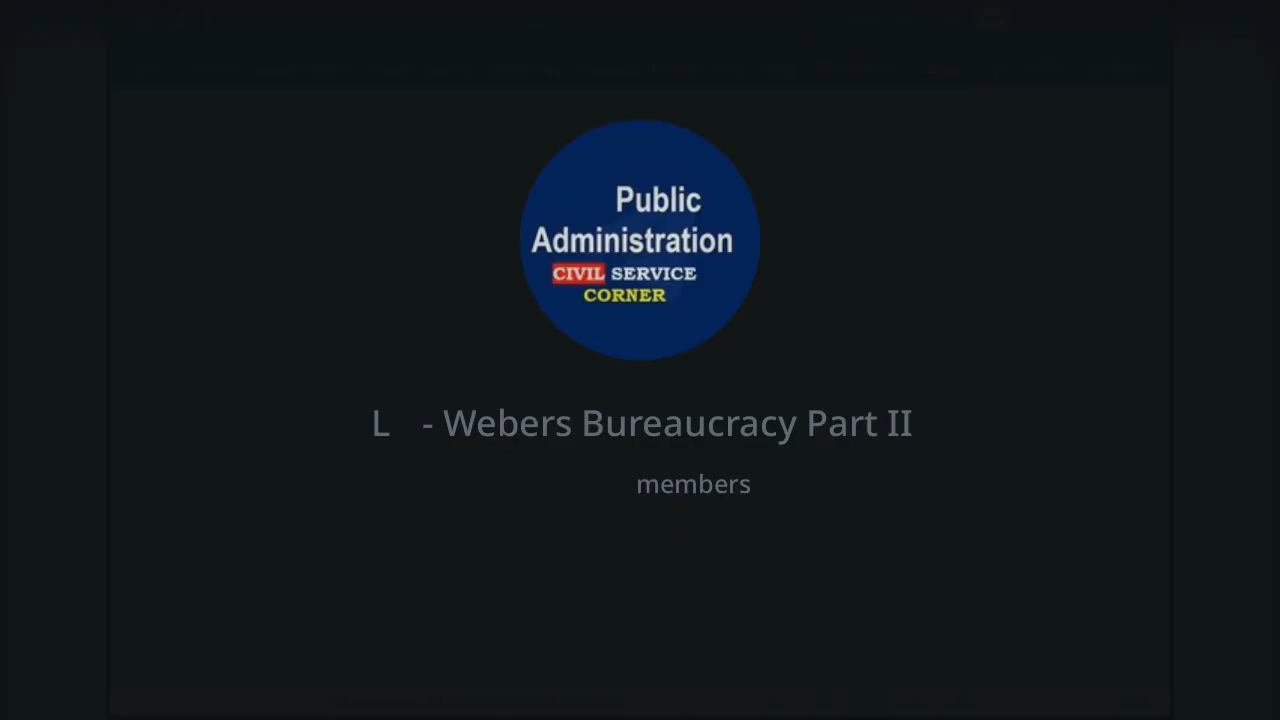 Public
Administration
CIVIL SERVICE
CORNER
L - Webers Bureaucracy Part II
members